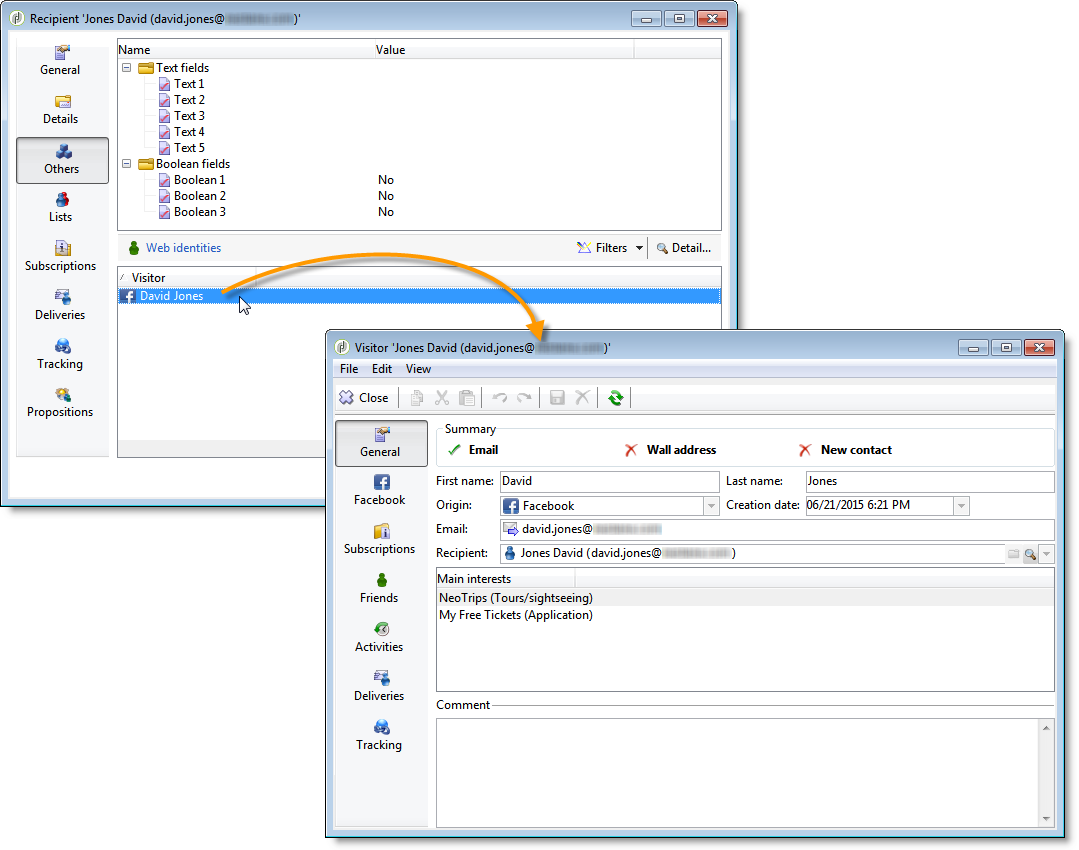 Recipient 'Jones David (david.jones@ )'
General
Details
Others
Lists
Subscriptions
Deliveries
Tracking
Propositions
Name Value
Text fields
Text 1
Text 2
Text 3
Text 4
Text 5
Boolean fields
Boolean 1 No
Boolean 2 No
Boolean 3 No
Web identities Filters Detail...
Visitor
David Jones
Visitor 'Jones David (david.jones@ )'
File Edit View
Close
General
Facebook
Subscriptions
Friends
Activities
Deliveries
Tracking
Summary
Email Wall address New contact
First name: David Last name: Jones
Origin: Facebook Creation date: 06/21/2015 6:21 PM
Email: david.jones@
Recipient: Jones David (david.jones@ )
Main interests
NeoTrips (Tours/sightseeing)
My Free Tickets (Application)
Comment